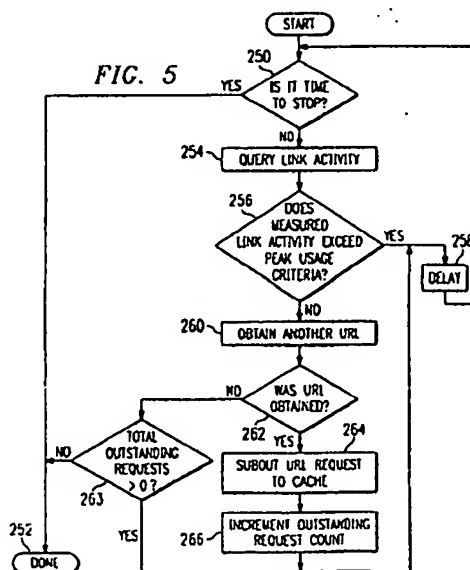 START
FIG. 5
250
YES
IS IT TIME
TO STOP?
NO
254
QUERY LINK ACTIVITY
256
DOES
MEASURED
LINK ACTIVITY EXCEED
PEAK USAGE
CRITERIA?
YES
258
DELAY
NO
260
OBTAIN ANOTHER URL
NO
WAS URL
OBTAINED?
262
264
YES
TOTAL
OUTSTANDING
REQUESTS
> 0?
NO
263
SUBOUT URL REQUEST
TO CACHE
252
DONE
YES
266
INCREMENT OUTSTANDING
REQUEST COUNT